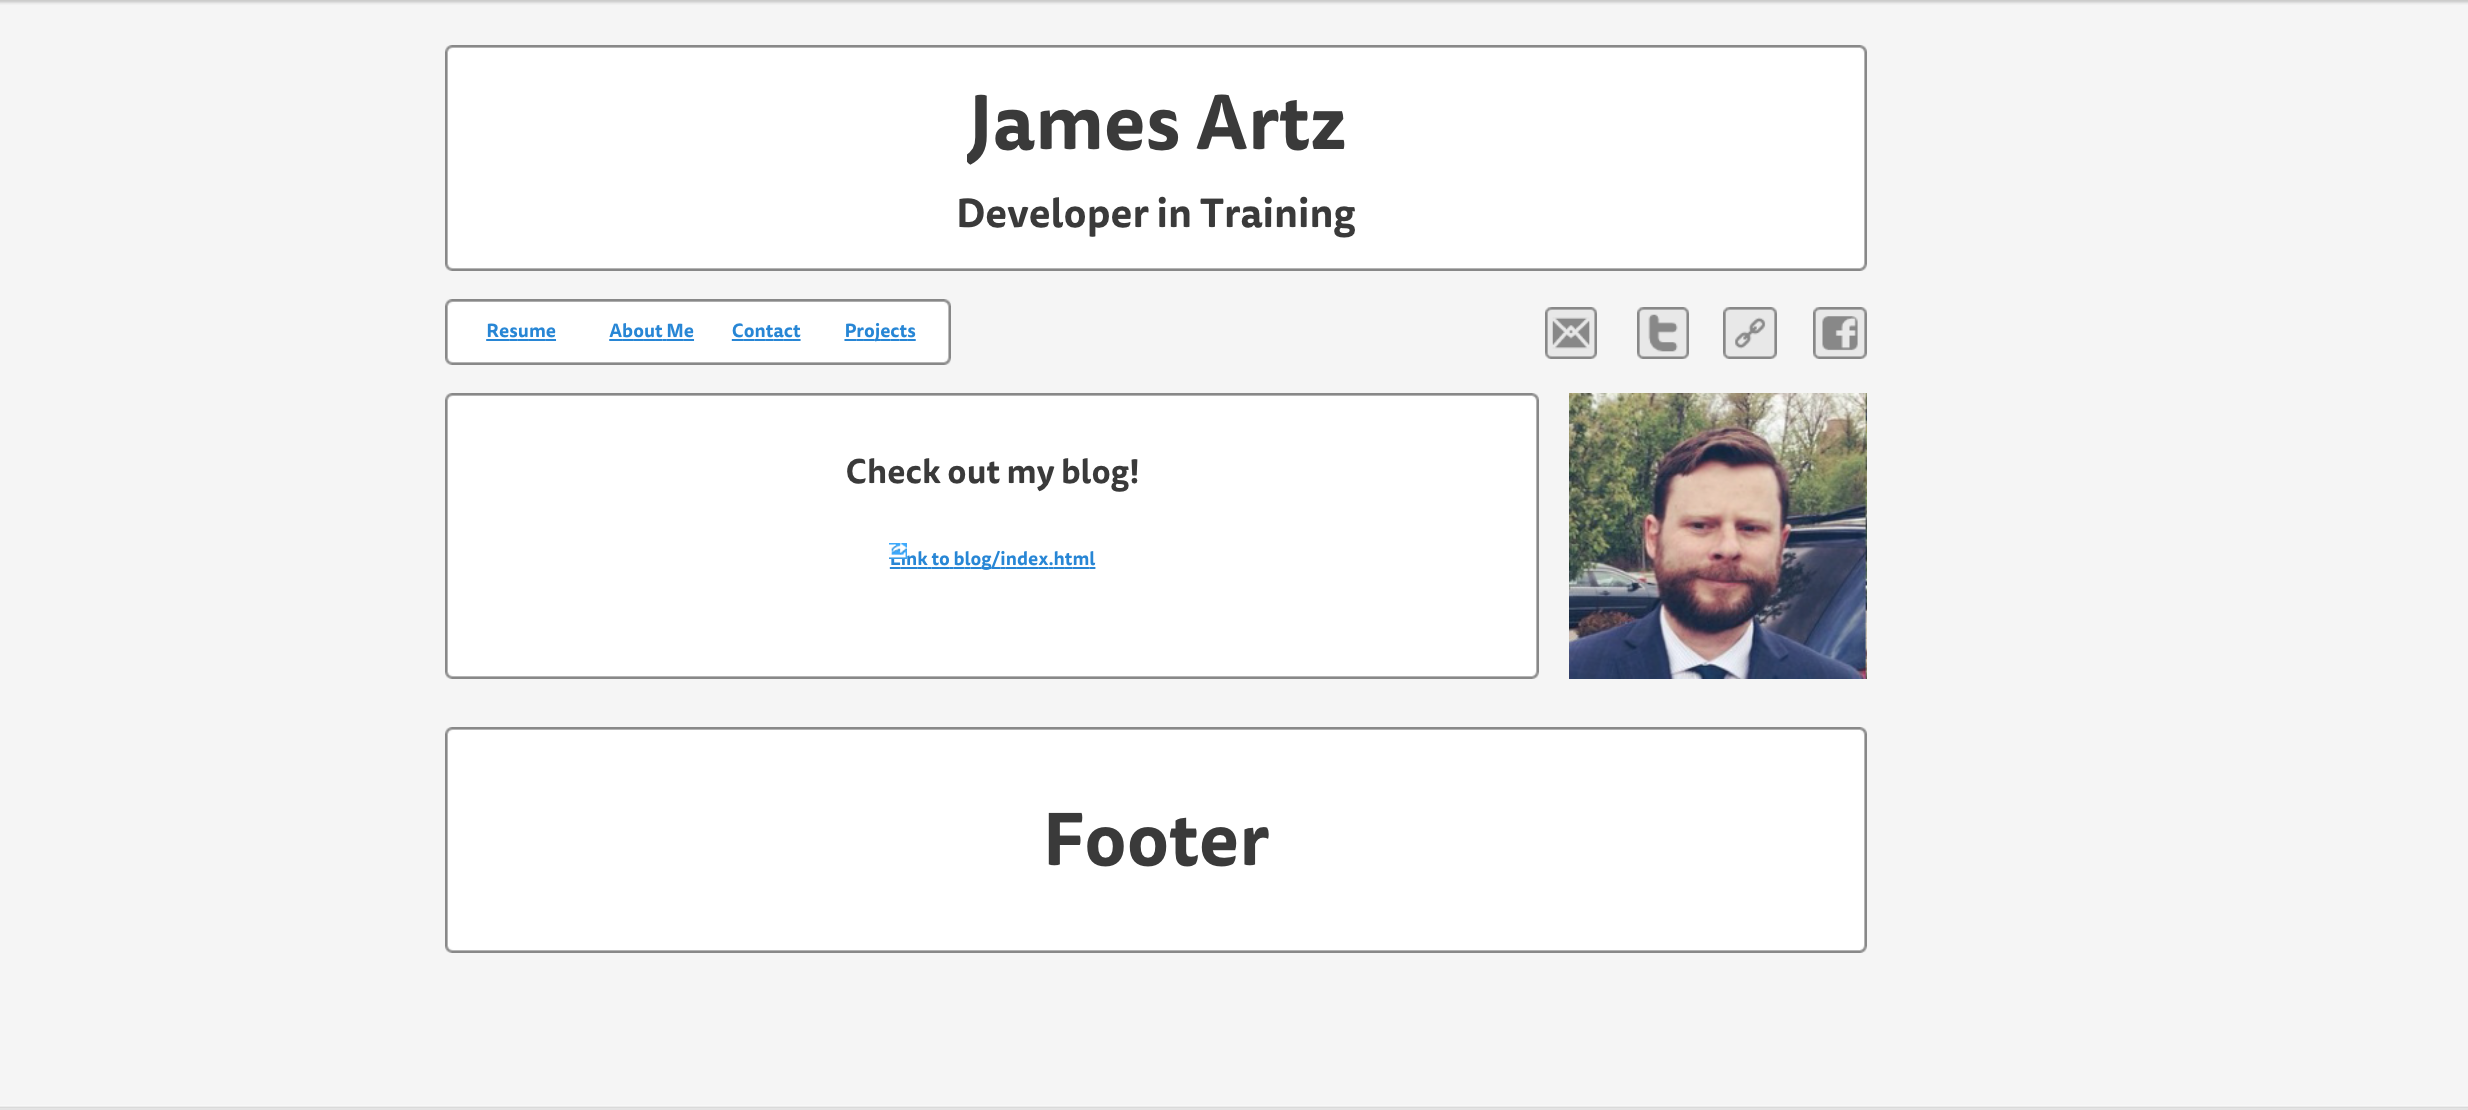 James Artz
Developer in Training
Resume About Me Contact Projects
Check out my blog!
Link to blog/index.html
Footer